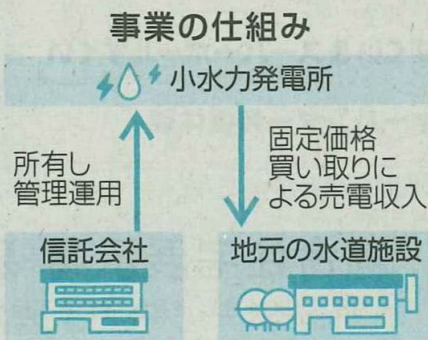 事業の仕組み
小水力発電所
所有し
管理運用
固定価格
買い取りに
よる売電収入
信託会社
地元の水道施設